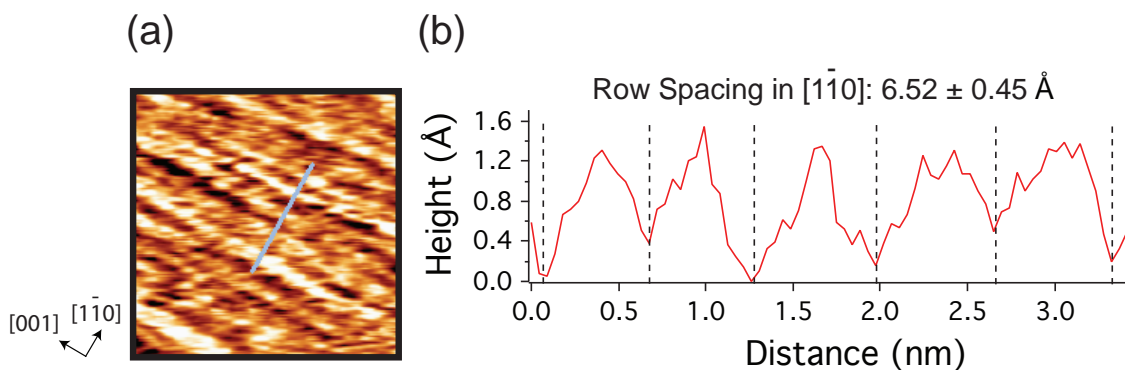 (a)
(b)
Row Spacing in [11̄0]: 6.52 ± 0.45 Å
Height (Å)
1.6
1.2
0.8
0.4
0.0
0.0 0.5 1.0 1.5 2.0 2.5 3.0
Distance (nm)
[001] [11̄0]